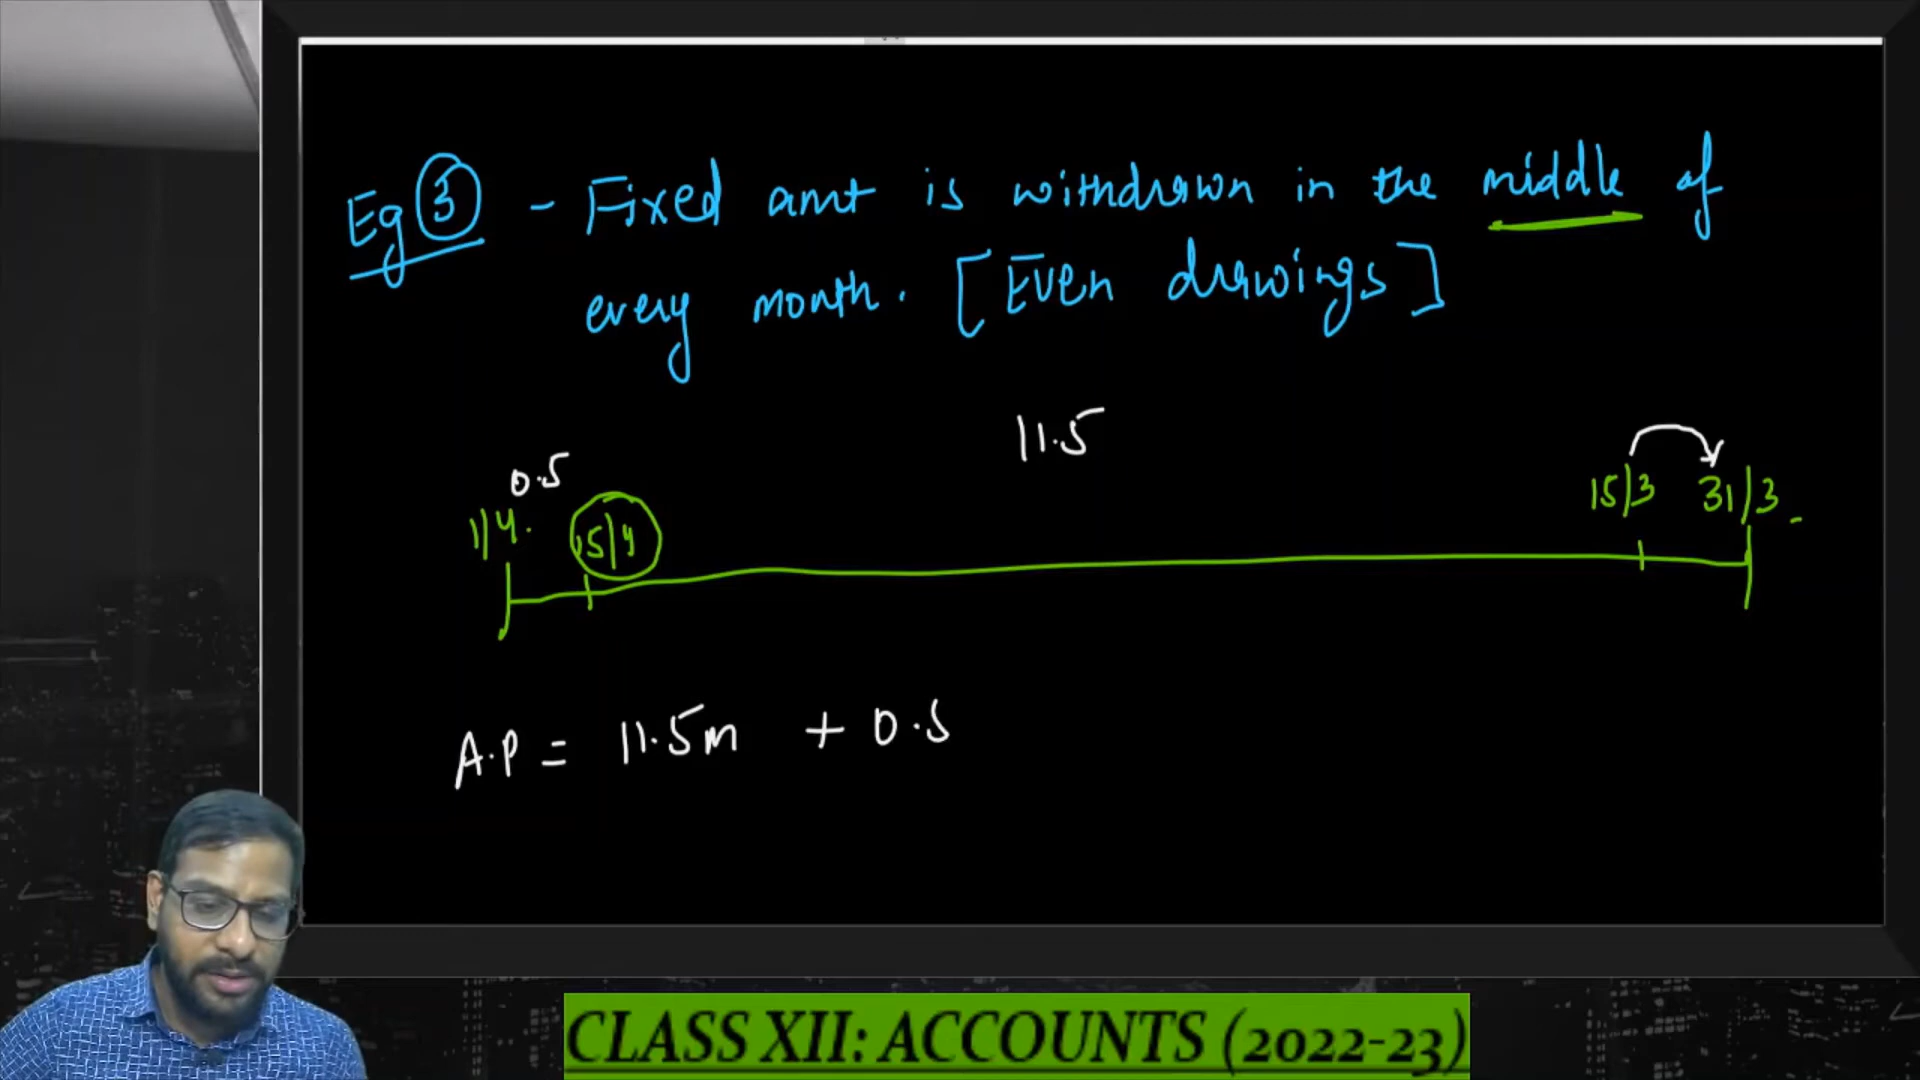 Eg ③ - Fixed amt is withdrawn in the middle of
every month. [Even drawings]
11.5
0.5
1/4. 15/4 15/3 31/3.
A.P = 11.5m + 0.5
CLASS XII: ACCOUNTS (2022-23)